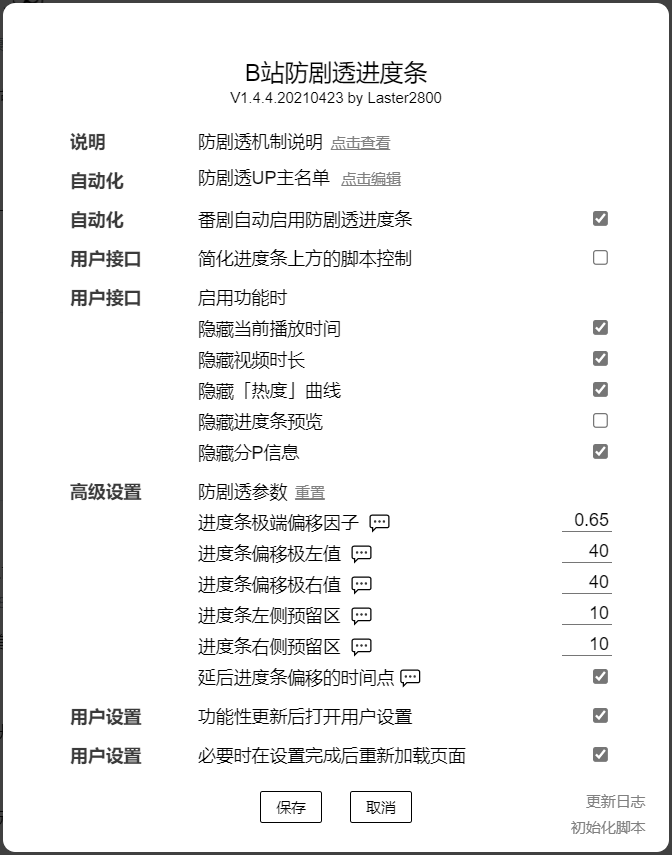 B站防剧透进度条
V1.4.4.20210423 by Laster2800
说明 防剧透机制说明 点击查看
自动化 防剧透UP主名单 点击编辑
自动化 番剧自动启用防剧透进度条
用户接口 简化进度条上方的脚本控制
用户接口 启用功能时
隐藏当前播放时间
隐藏视频时长
隐藏「热度」曲线
隐藏进度条预览
隐藏分P信息
高级设置 防剧透参数 重置
进度条极端偏移因子 0.65
进度条偏移极左值 40
进度条偏移极右值 40
进度条左侧预留区 10
进度条右侧预留区 10
延后进度条偏移的时间点
用户设置 功能性更新后打开用户设置
用户设置 必要时在设置完成后重新加载页面
保存 取消 更新日志
初始化脚本